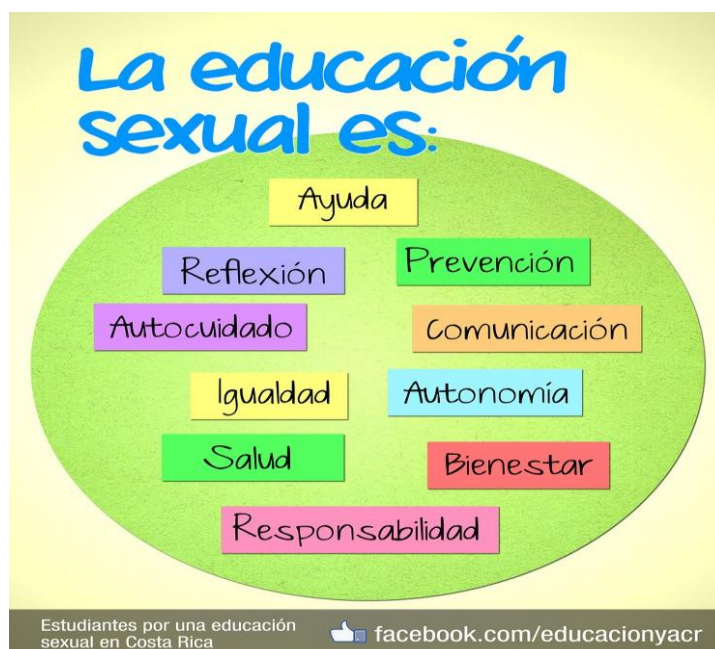 La educación
sexual es:
Ayuda
Reflexión
Prevención
Autocuidado
Comunicación
Igualdad
Autonomía
Salud
Bienestar
Responsabilidad
Estudiantes por una educación
sexual en Costa Rica
facebook.com/educacionyacr